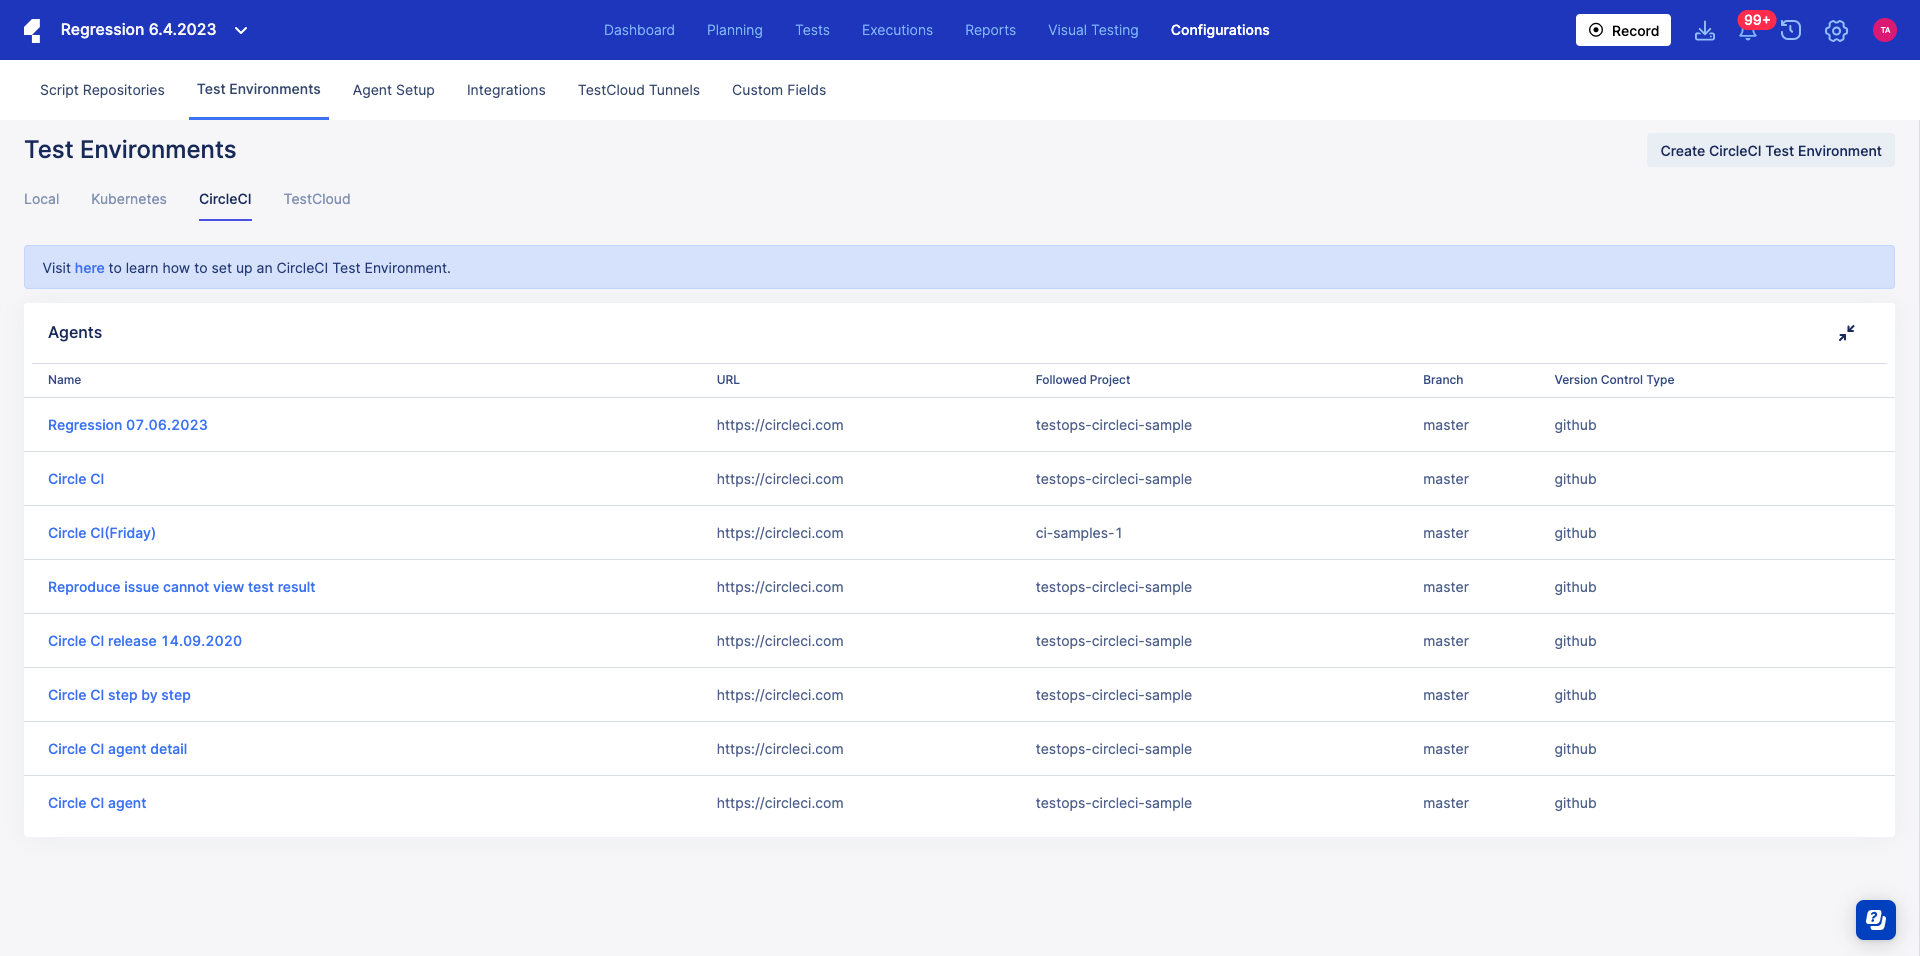 Regression 6.4.2023
Dashboard Planning Tests Executions Reports Visual Testing Configurations
Record
99+
TA
Script Repositories Test Environments Agent Setup Integrations TestCloud Tunnels Custom Fields
Test Environments
Create CircleCI Test Environment
Local Kubernetes CircleCI TestCloud
Visit here to learn how to set up an CircleCI Test Environment.
Agents
Name URL Followed Project Branch Version Control Type
Regression 07.06.2023 https://circleci.com testops-circleci-sample master github
Circle CI https://circleci.com testops-circleci-sample master github
Circle CI(Friday) https://circleci.com ci-samples-1 master github
Reproduce issue cannot view test result https://circleci.com testops-circleci-sample master github
Circle CI release 14.09.2020 https://circleci.com testops-circleci-sample master github
Circle CI step by step https://circleci.com testops-circleci-sample master github
Circle CI agent detail https://circleci.com testops-circleci-sample master github
Circle CI agent https://circleci.com testops-circleci-sample master github
?